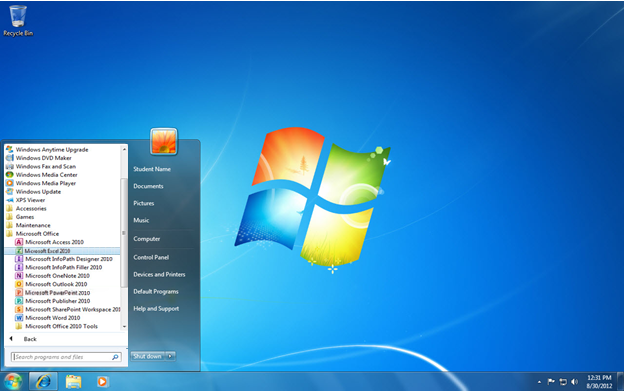 Recycle Bin
Windows Anytime Upgrade
Windows DVD Maker
Windows Fax and Scan
Windows Media Center
Windows Media Player
Windows Update
XPS Viewer
Accessories
Games
Maintenance
Microsoft Office
Microsoft Access 2010
Microsoft Excel 2010
Microsoft InfoPath Designer 2010
Microsoft InfoPath Filler 2010
Microsoft OneNote 2010
Microsoft Outlook 2010
Microsoft PowerPoint 2010
Microsoft Publisher 2010
Microsoft SharePoint Workspace 201
Microsoft Word 2010
Microsoft Office 2010 Tools
Back
Search programs and files
Student Name
Documents
Pictures
Music
Computer
Control Panel
Devices and Printers
Default Programs
Help and Support
Shut down
12:31 PM
8/30/2012